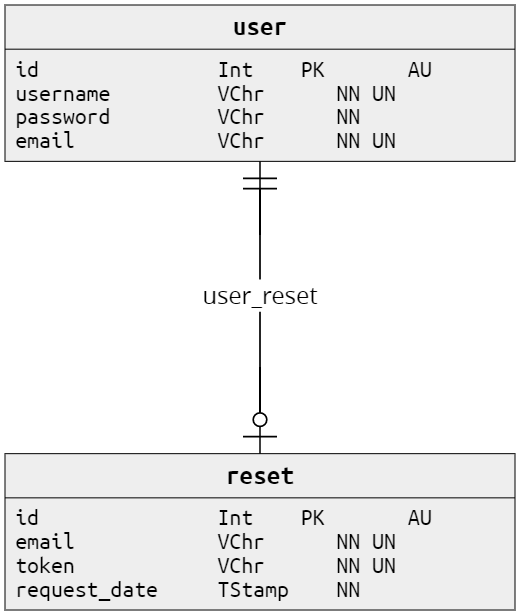 user
id Int PK AU
username VChr NN UN
password VChr NN
email VChr NN UN
user_reset
reset
id Int PK AU
email VChr NN UN
token VChr NN UN
request_date TStamp NN